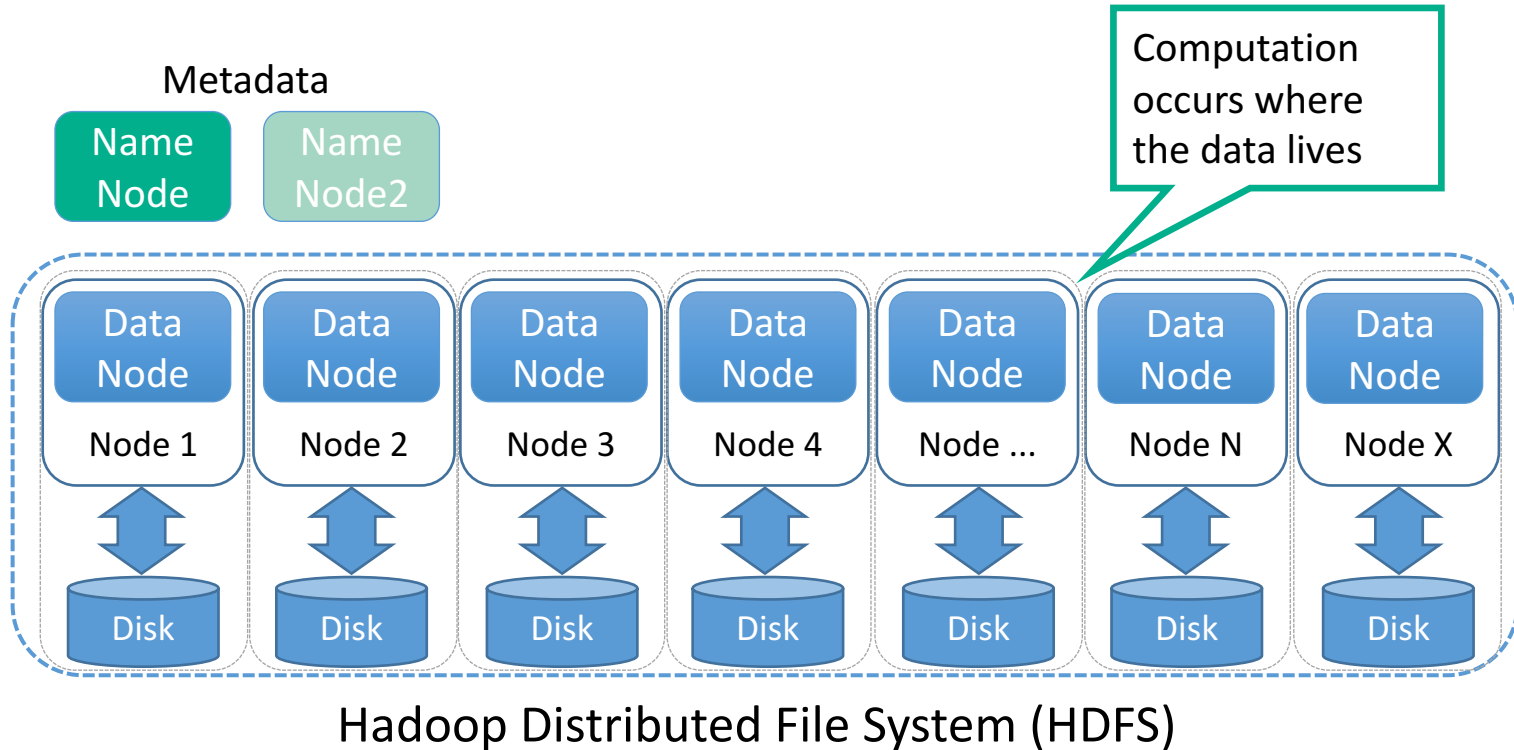 Computation
occurs where
the data lives
Metadata
Name
Node
Name
Node2
Data
Node
Data
Node
Data
Node
Data
Node
Data
Node
Data
Node
Data
Node
Node 1
Node 2
Node 3
Node 4
Node ...
Node N
Node X
Disk
Disk
Disk
Disk
Disk
Disk
Disk
Hadoop Distributed File System (HDFS)